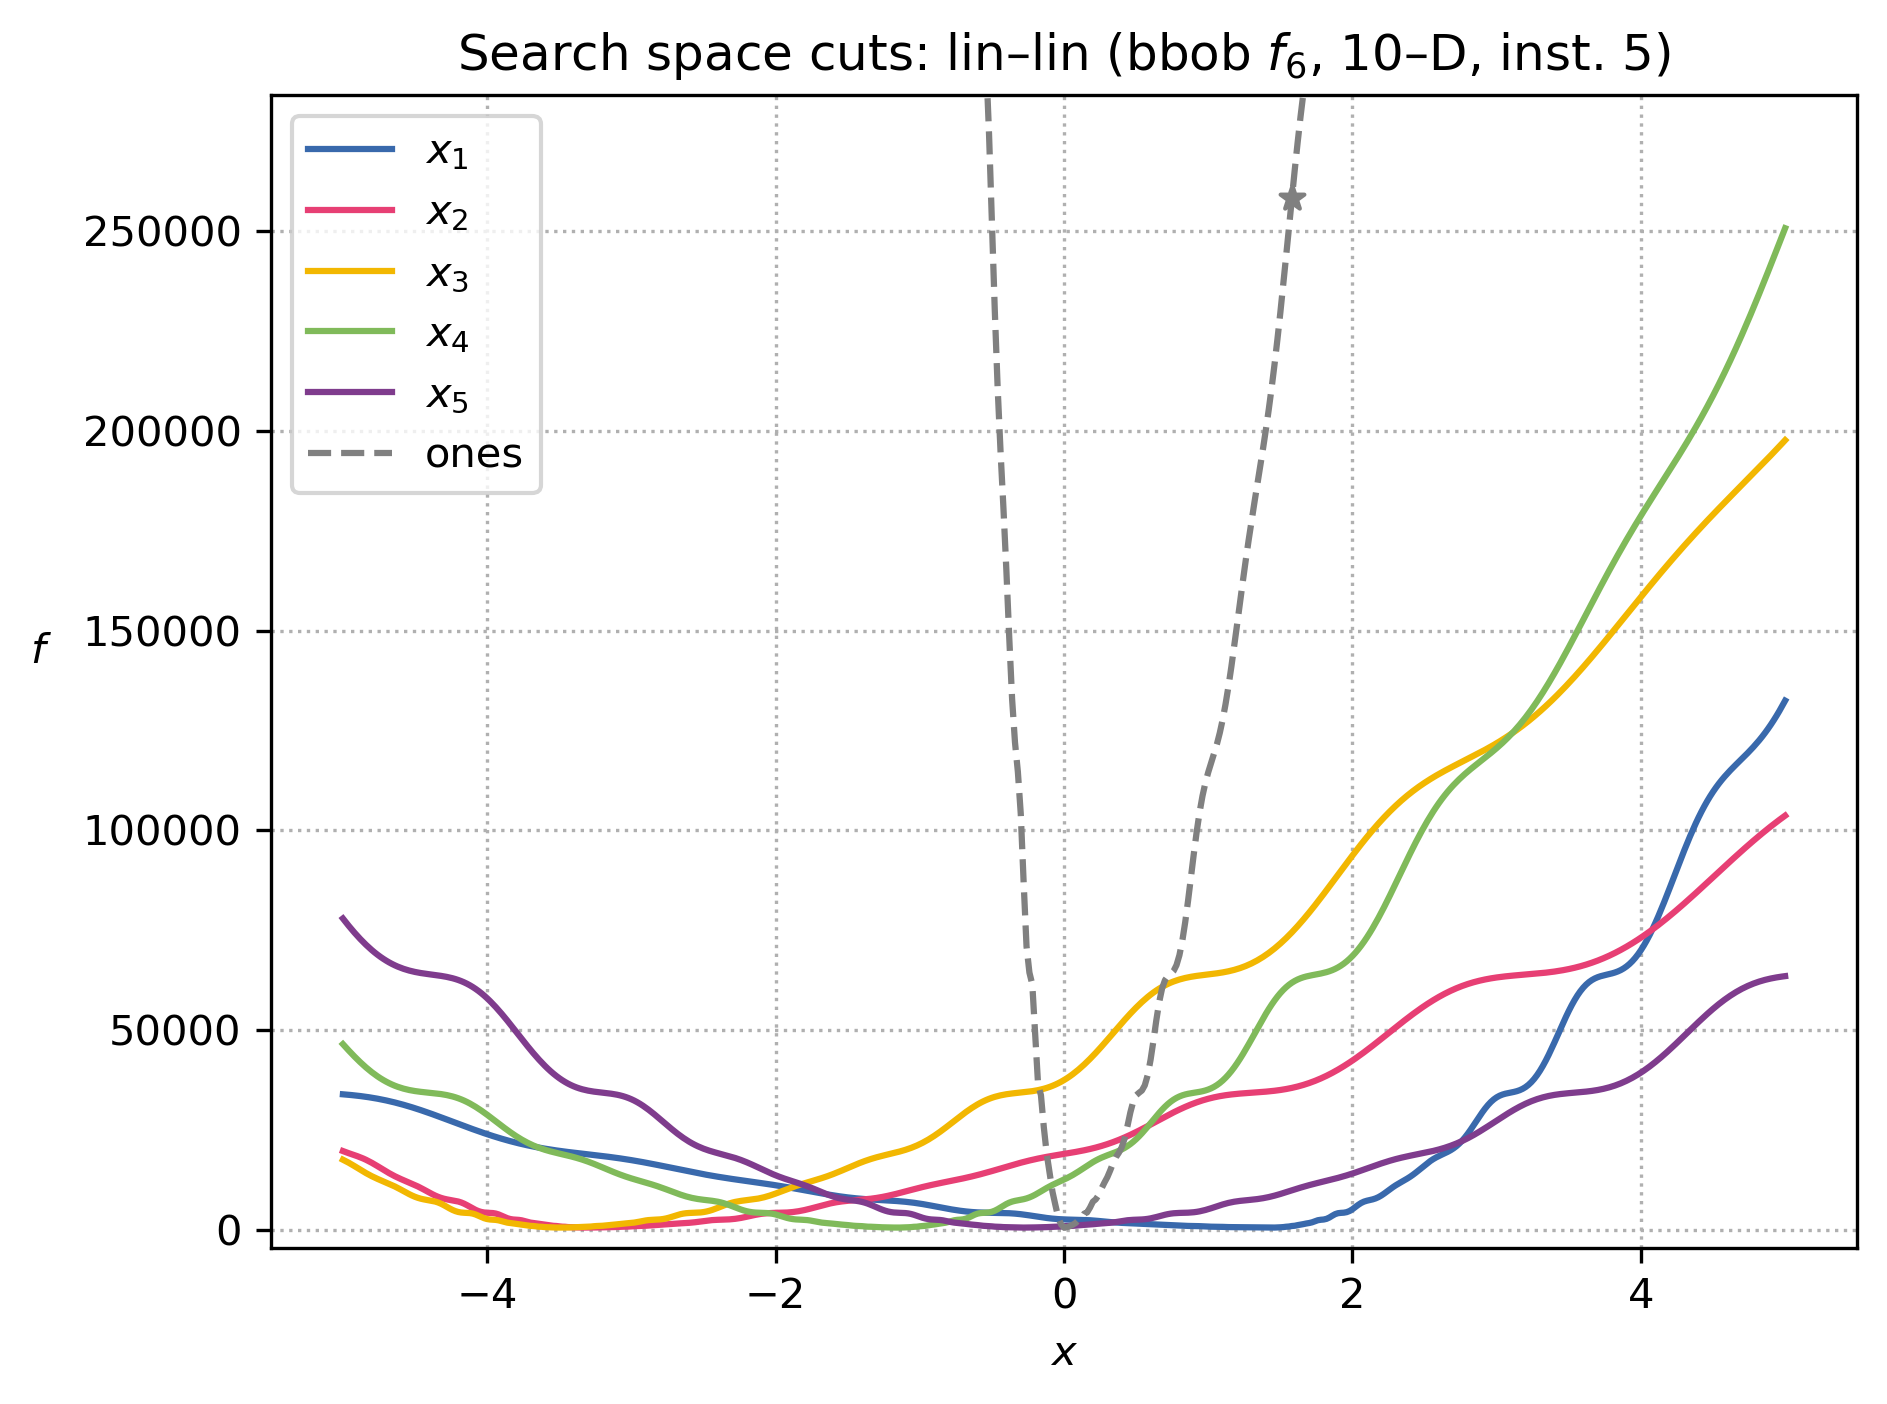 Search space cuts: lin–lin (bbob f₆, 10–D, inst. 5)
x₁
x₂
x₃
x₄
x₅
ones
250000
200000
150000
100000
50000
0
f
−4 −2 0 2 4
x